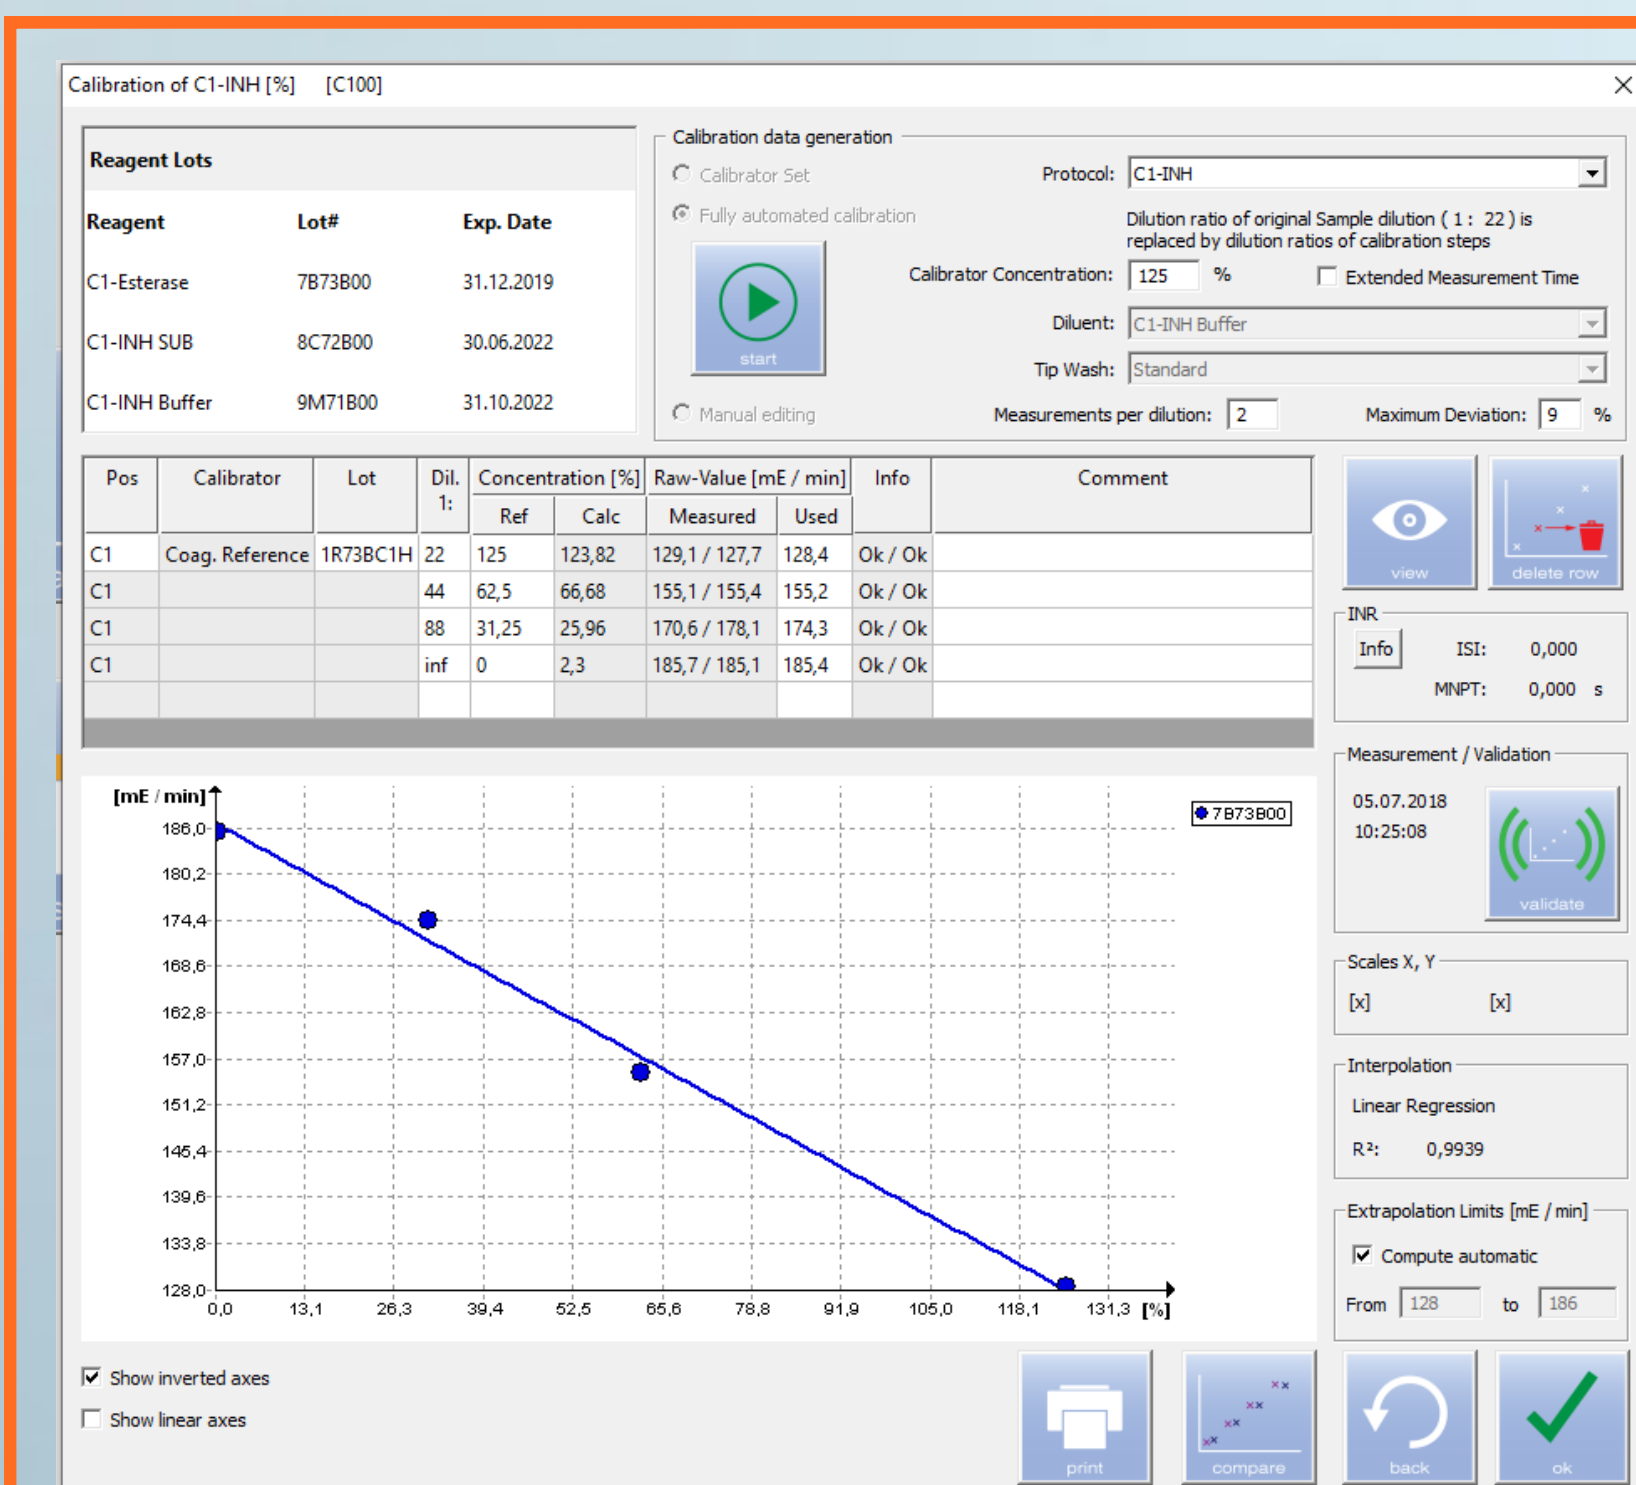 Calibration of C1-INH [%] [C100]
Reagent Lots
Reagent Lot# Exp. Date
C1-Esterase 7B73B00 31.12.2019
C1-INH SUB 8C72B00 30.06.2022
C1-INH Buffer 9M71B00 31.10.2022
Calibration data generation
Calibrator Set
Fully automated calibration
start
Manual editing
Protocol: C1-INH
Dilution ratio of original Sample dilution ( 1 : 22 ) is
replaced by dilution ratios of calibration steps
Calibrator Concentration: 125 % Extended Measurement Time
Diluent: C1-INH Buffer
Tip Wash: Standard
Measurements per dilution: 2 Maximum Deviation: 9 %
Pos Calibrator Lot Dil. 1: Concentration [%] Raw-Value [mE / min] Info Comment
Ref Calc Measured Used
C1 Coag. Reference 1R73BC1H 22 125 123,82 129,1 / 127,7 128,4 Ok / Ok
C1 44 62,5 66,68 155,1 / 155,4 155,2 Ok / Ok
C1 88 31,25 25,96 170,6 / 178,1 174,3 Ok / Ok
C1 inf 0 2,3 185,7 / 185,1 185,4 Ok / Ok
view
delete row
INR
Info ISI: 0,000
MNPT: 0,000 s
Measurement / Validation
05.07.2018
10:25:08
validate
Scales X, Y
[x] [x]
Interpolation
Linear Regression
R²: 0,9939
Extrapolation Limits [mE / min]
Compute automatic
From 128 to 186
[mE / min]
7B73B00
186,0
180,2
174,4
168,6
162,8
157,0
151,2
145,4
139,6
133,8
128,0
0,0 13,1 26,3 39,4 52,5 65,6 78,8 91,9 105,0 118,1 131,3 [%]
Show inverted axes
Show linear axes
print
compare
back
ok